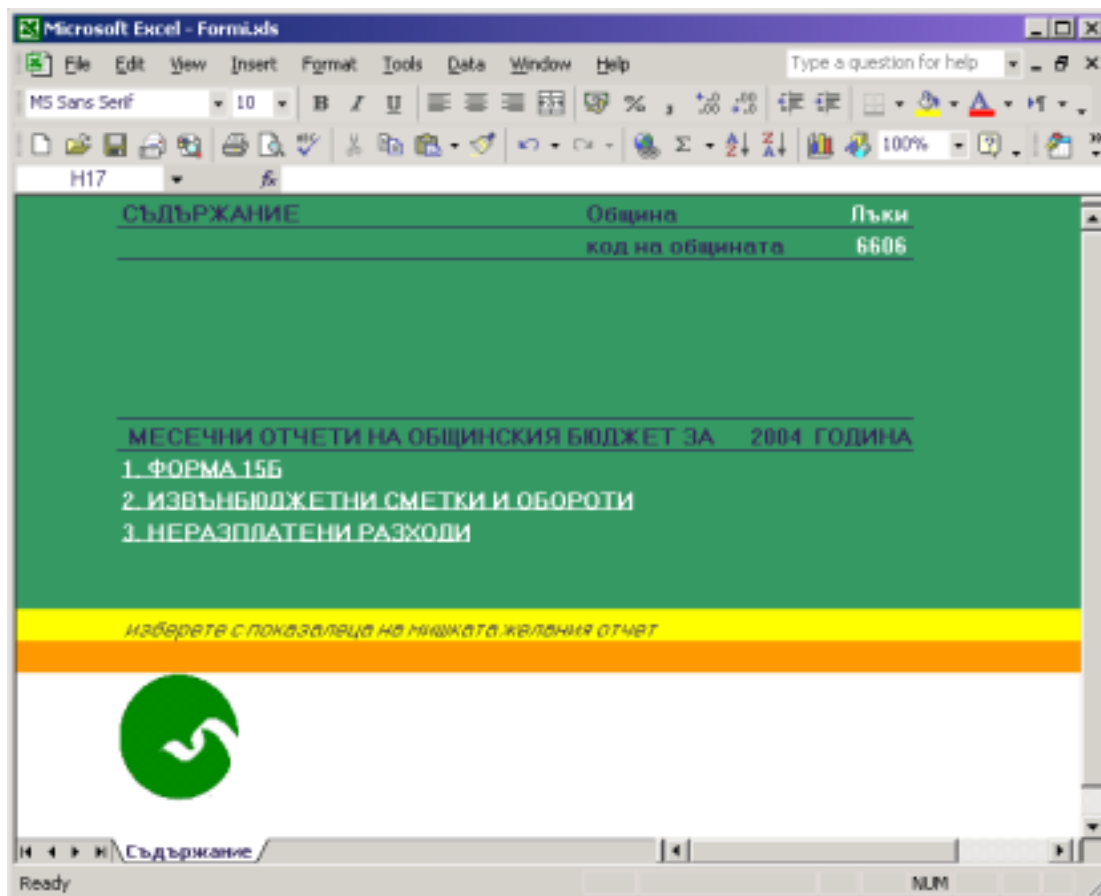 Microsoft Excel - Formi.xls
File Edit View Insert Format Tools Data Window Help Type a question for help
MS Sans Serif 10 B I U % ,
Σ 100%
H17 fx
СЪДЪРЖАНИЕ Община Лъки
код на общината 6606
МЕСЕЧНИ ОТЧЕТИ НА ОБЩИНСКИЯ БЮДЖЕТ ЗА 2004 ГОДИНА
1. ФОРМА 15Б
2. ИЗВЪНБЮДЖЕТНИ СМЕТКИ И ОБОРОТИ
3. НЕРАЗПЛАТЕНИ РАЗХОДИ
изберете с показалеца на мишката желания отчет
Съдържание
Ready NUM